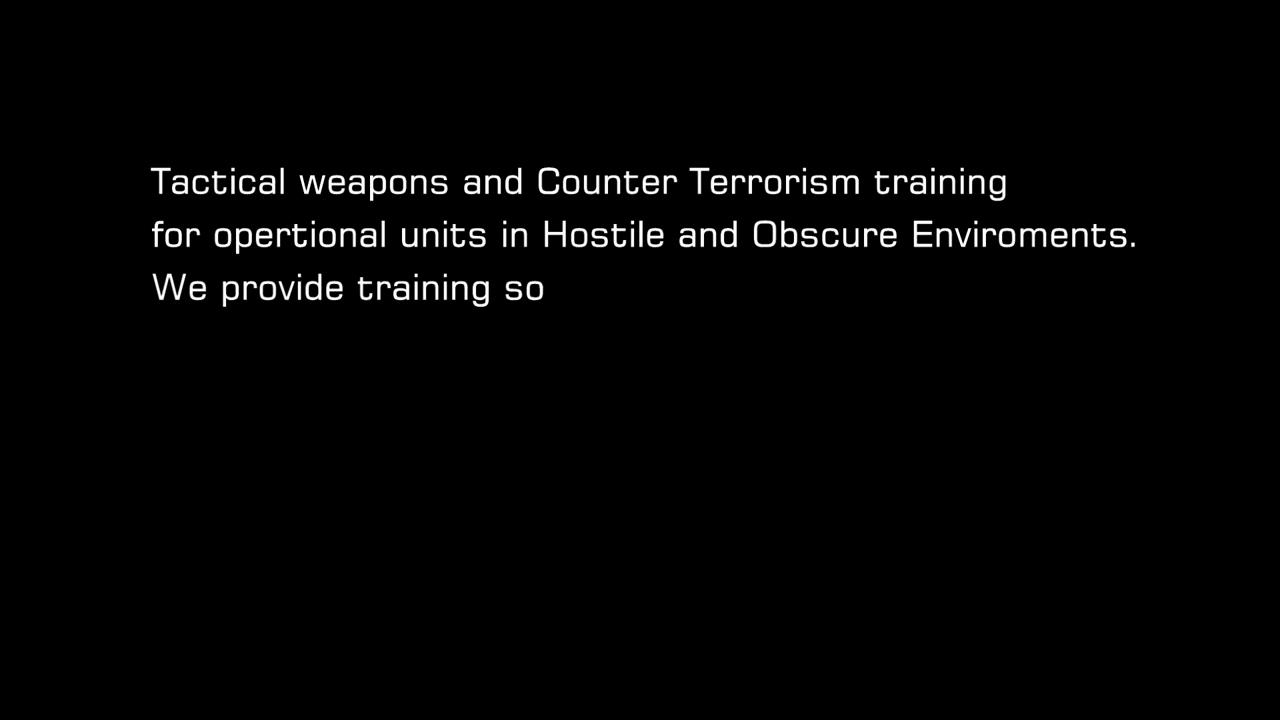 Tactical weapons and Counter Terrorism training
for opertional units in Hostile and Obscure Enviroments.
We provide training so